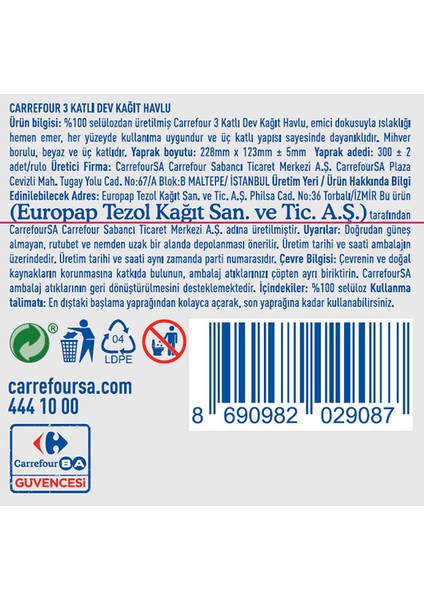 CARREFOUR 3 KATLİ DEV KAĞIT HAVLU
Ürün bilgisi: %100 selülozdan üretilmiş Carrefour 3 Katlı Dev Kağıt Havlu, emici dokusuyla ıslaklığı
hemen emer, her yüzeyde kullanıma uygundur ve üç katlı yapısı sayesinde dayanıklıdır. Mihver
borulu, beyaz ve üç katlıdır. Yaprak boyutu: 228mm x 123mm ± 5mm Yaprak adedi: 300 ± 2
adet/rulo Üretici Firma: CarrefourSA Carrefour Sabancı Ticaret Merkezi A.Ş. CarrefourSA Plaza
Cevizli Mah. Tugay Yolu Cad. No:67/A Blok:B MALTEPE/ İSTANBUL Üretim Yeri / Ürün Hakkında Bilgi
Edinilebilecek Adres: Europap Tezol Kağıt San. ve Tic. A.Ş. Philsa Cad. No:36 Torbalı/İZMİR Bu ürün
(Europap Tezol Kağıt San. ve Tic. A.Ş.) tarafından
CarrefourSA Carrefour Sabancı Ticaret Merkezi A.Ş. adına üretilmiştir. Uyarılar: Doğrudan güneş
almayan, rutubet ve nemden uzak bir alanda depolanması önerilir. Üretim tarihi ve saati ambalajın
üzerindedir. Üretim tarihi ve saati aynı zamanda parti numarasıdır. Çevre Bilgisi: Çevrenin ve doğal
kaynakların korunmasına katkıda bulunun, ambalaj atıklarınızı çöpten ayrı biriktirin. CarrefourSA
ambalaj atıklarının geri dönüştürülmesini desteklemektedir. İçindekiler: %100 selüloz Kullanma
talimatı: En dıştaki başlama yaprağından kolayca açarak, son yaprağına kadar kullanabilirsiniz.
®
04
LDPE
carrefoursa.com
444 10 00
8 690982 029087
Carrefour SA
GÜVENCESİ